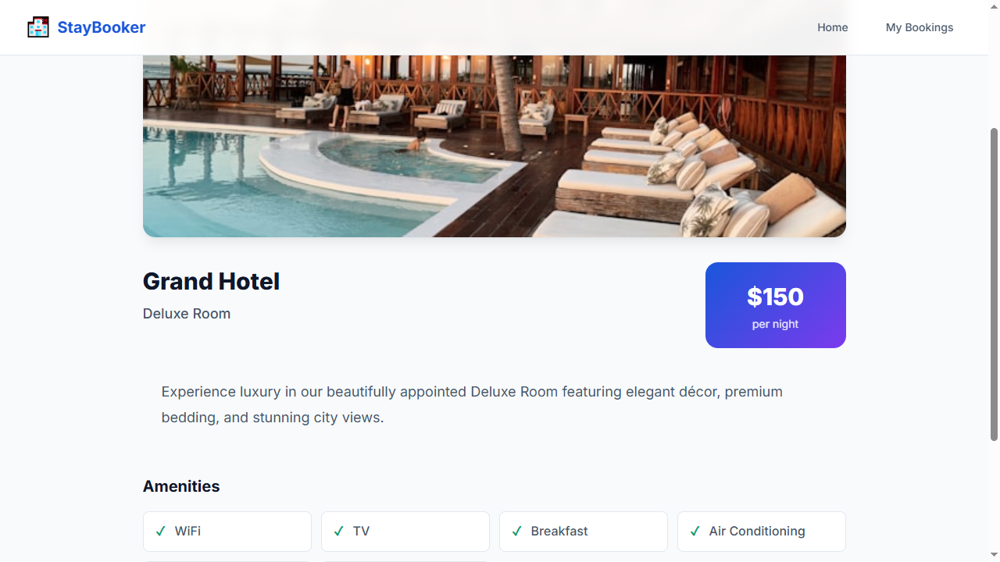 StayBooker
Home
My Bookings
Grand Hotel
Deluxe Room
$150
per night
Experience luxury in our beautifully appointed Deluxe Room featuring elegant décor, premium
bedding, and stunning city views.
Amenities
✓ WiFi
✓ TV
✓ Breakfast
✓ Air Conditioning